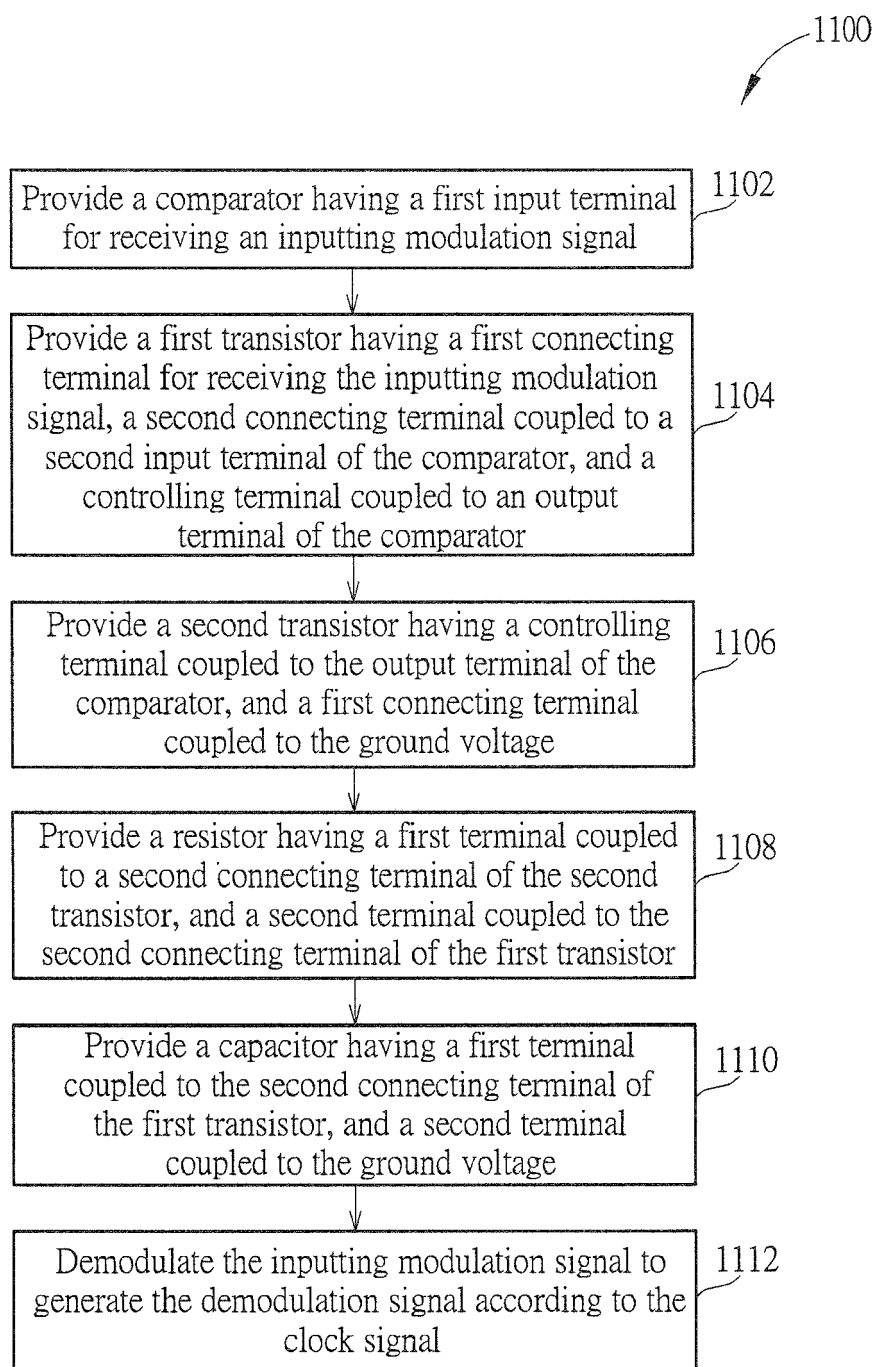 1100
Provide a comparator having a first input terminal
for receiving an inputting modulation signal
1102
Provide a first transistor having a first connecting
terminal for receiving the inputting modulation
signal, a second connecting terminal coupled to a
second input terminal of the comparator, and a
controlling terminal coupled to an output
terminal of the comparator
1104
Provide a second transistor having a controlling
terminal coupled to the output terminal of the
comparator, and a first connecting terminal
coupled to the ground voltage
1106
Provide a resistor having a first terminal coupled
to a second connecting terminal of the second
transistor, and a second terminal coupled to the
second connecting terminal of the first transistor
1108
Provide a capacitor having a first terminal
coupled to the second connecting terminal of
the first transistor, and a second terminal
coupled to the ground voltage
1110
Demodulate the inputting modulation signal to
generate the demodulation signal according to the
clock signal
1112